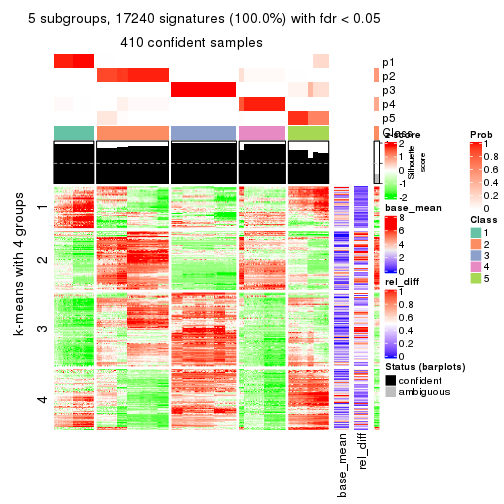 5 subgroups, 17240 signatures (100.0%) with fdr < 0.05
410 confident samples
p1
p2
p3
p4
p5
Class
z-score
2
1
0
-1
-2
Silhouette
score
base_mean
8
6
4
2
0
rel_diff
1
0.8
0.6
0.4
0.2
0
Status (barplots)
confident
ambiguous
Prob
1
0.8
0.6
0.4
0.2
0
Class
1
2
3
4
5
k-means with 4 groups
1
2
3
4
base_mean
rel_diff